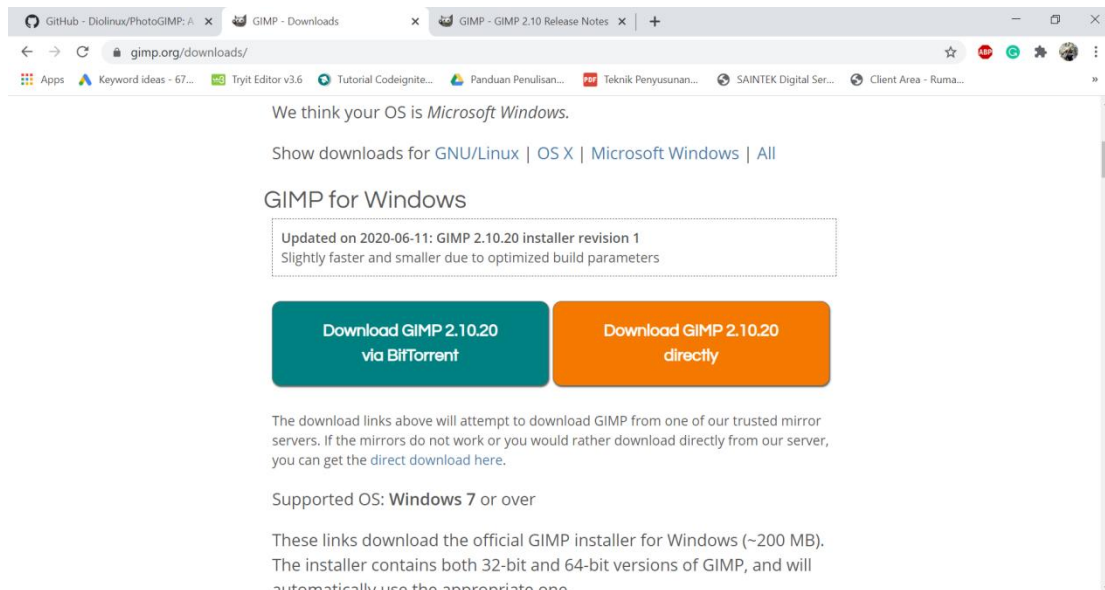 GitHub - Diolinux/PhotoGIMP: A
GIMP - Downloads
GIMP - GIMP 2.10 Release Notes
gimp.org/downloads/
ABP
Apps
Keyword ideas - 67...
Tryit Editor v3.6
Tutorial Codeignite...
Panduan Penulisan...
PDF
Teknik Penyusunan...
SAINTEK Digital Ser...
Client Area - Ruma...
We think your OS is Microsoft Windows.
Show downloads for GNU/Linux | OS X | Microsoft Windows | All
GIMP for Windows
Updated on 2020-06-11: GIMP 2.10.20 installer revision 1
Slightly faster and smaller due to optimized build parameters
Download GIMP 2.10.20
via BitTorrent
Download GIMP 2.10.20
directly
The download links above will attempt to download GIMP from one of our trusted mirror
servers. If the mirrors do not work or you would rather download directly from our server,
you can get the direct download here.
Supported OS: Windows 7 or over
These links download the official GIMP installer for Windows (~200 MB).
The installer contains both 32-bit and 64-bit versions of GIMP, and will
automatically use the appropriate one.